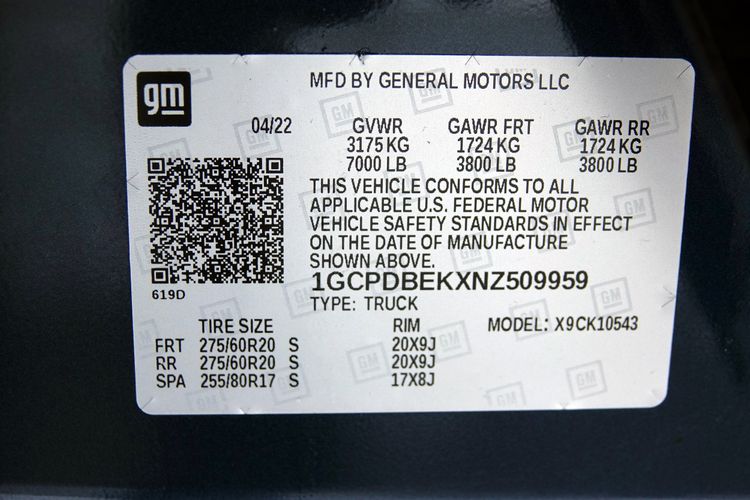 gm
MFD BY GENERAL MOTORS LLC
04/22 GVWR GAWR FRT GAWR RR
3175 KG 1724 KG 1724 KG
7000 LB 3800 LB 3800 LB
THIS VEHICLE CONFORMS TO ALL
APPLICABLE U.S. FEDERAL MOTOR
VEHICLE SAFETY STANDARDS IN EFFECT
ON THE DATE OF MANUFACTURE
SHOWN ABOVE.
619D
1GCPDBEKXNZ509959
TYPE: TRUCK
TIRE SIZE RIM MODEL: X9CK10543
FRT 275/60R20 S 20X9J
RR 275/60R20 S 20X9J
SPA 255/80R17 S 17X8J